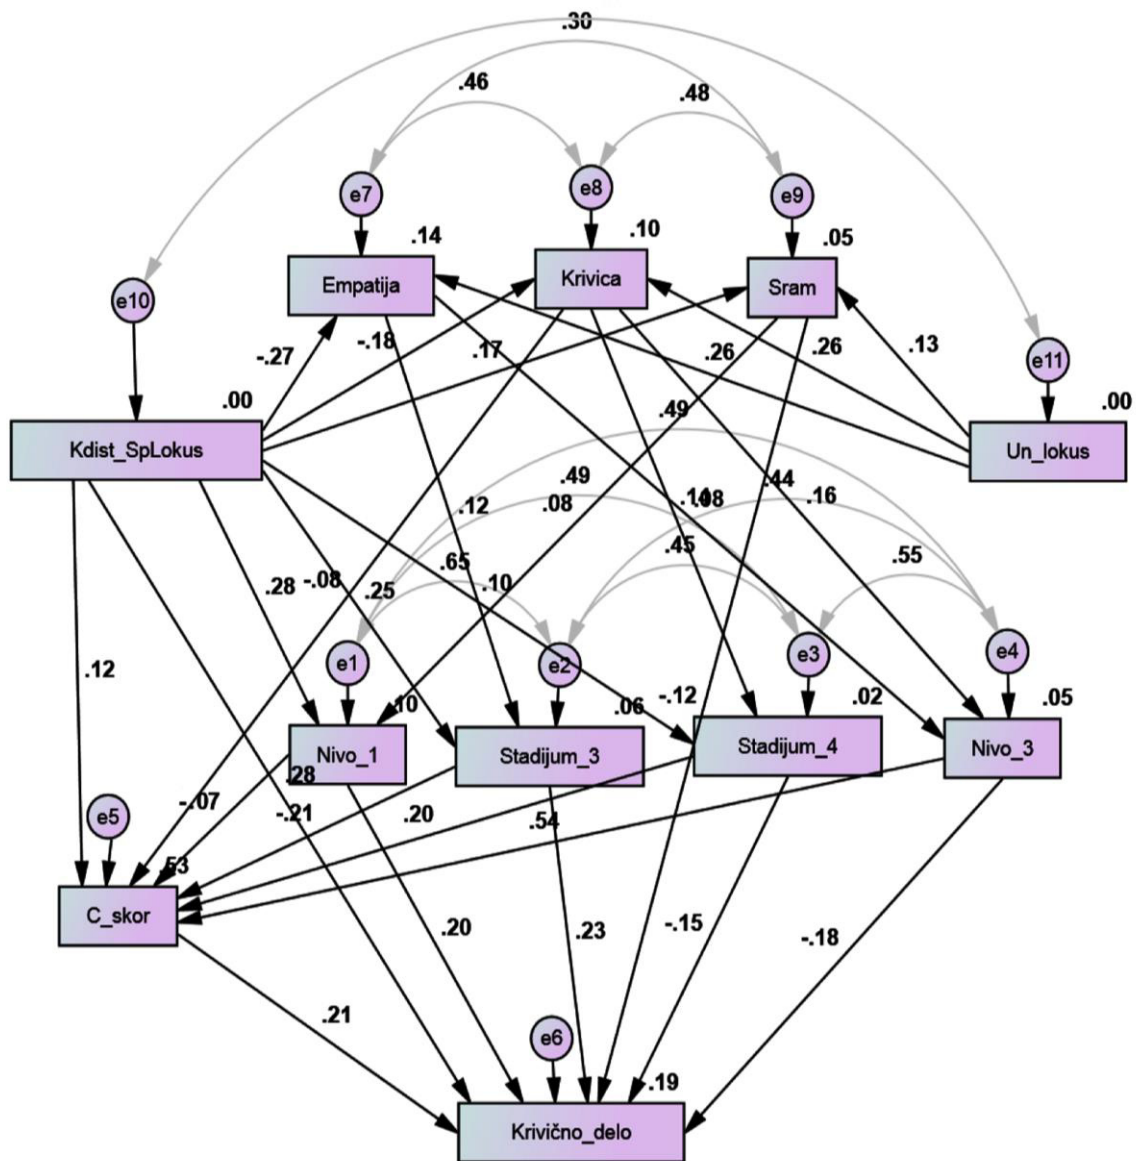 .30
.46
.48
e7
e8
e9
.14
.10
.05
Empatija
Krivica
Sram
e10
e11
-.27
-.18
.17
.26
.26
.13
.00
.00
Kdist_SpLokus
Un_lokus
.49
.49
.44
.12
.08
.14
.08
.16
.45
.55
.65
.28
-.08
.25
.10
e1
e2
e3
e4
.12
.10
.06
-.12
.02
.05
Nivo_1
Stadijum_3
Stadijum_4
Nivo_3
.28
-.07
-.21
.20
.54
e5
.53
C_skor
.20
.23
-.15
-.18
.21
e6
.19
Krivično_delo